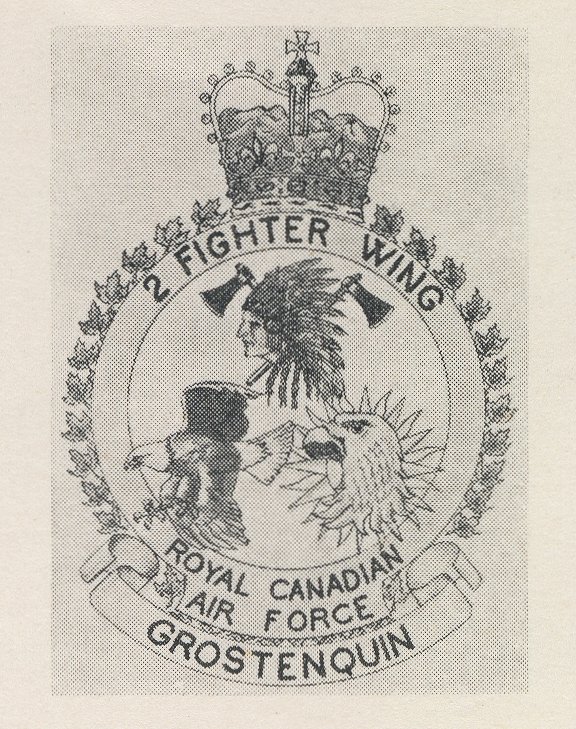 2 FIGHTER WING
ROYAL CANADIAN
AIR FORCE
GROSTENQUIN